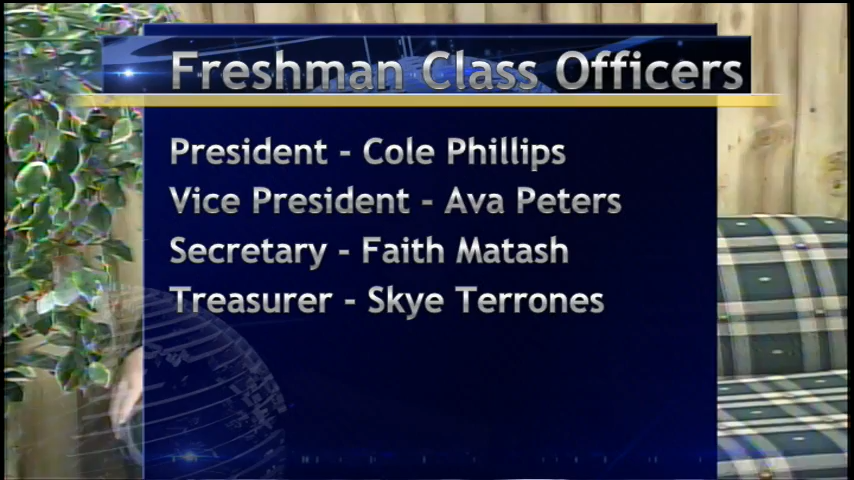 Freshman Class Officers
President - Cole Phillips
Vice President - Ava Peters
Secretary - Faith Matash
Treasurer - Skye Terrones